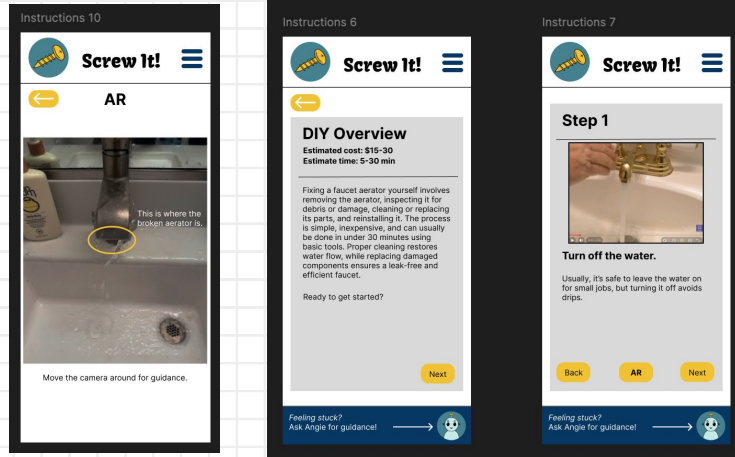 Instructions 10
Screw It!
AR
This is where the
broken aerator is.
Move the camera around for guidance.
Instructions 6
Screw It!
DIY Overview
Estimated cost: $15-30
Estimate time: 5-30 min
Fixing a faucet aerator yourself involves
removing the aerator, inspecting it for
debris or damage, cleaning or replacing
its parts, and reinstalling it. The process
is simple, inexpensive, and can usually
be done in under 30 minutes using
basic tools. Proper cleaning restores
water flow, while replacing damaged
components ensures a leak-free and
efficient faucet.
Ready to get started?
Next
Feeling stuck?
Ask Angie for guidance!
Instructions 7
Screw It!
Step 1
Turn off the water.
Usually, it's safe to leave the water on
for small jobs, but turning it off avoids
drips.
Back
AR
Next
Feeling stuck?
Ask Angie for guidance!